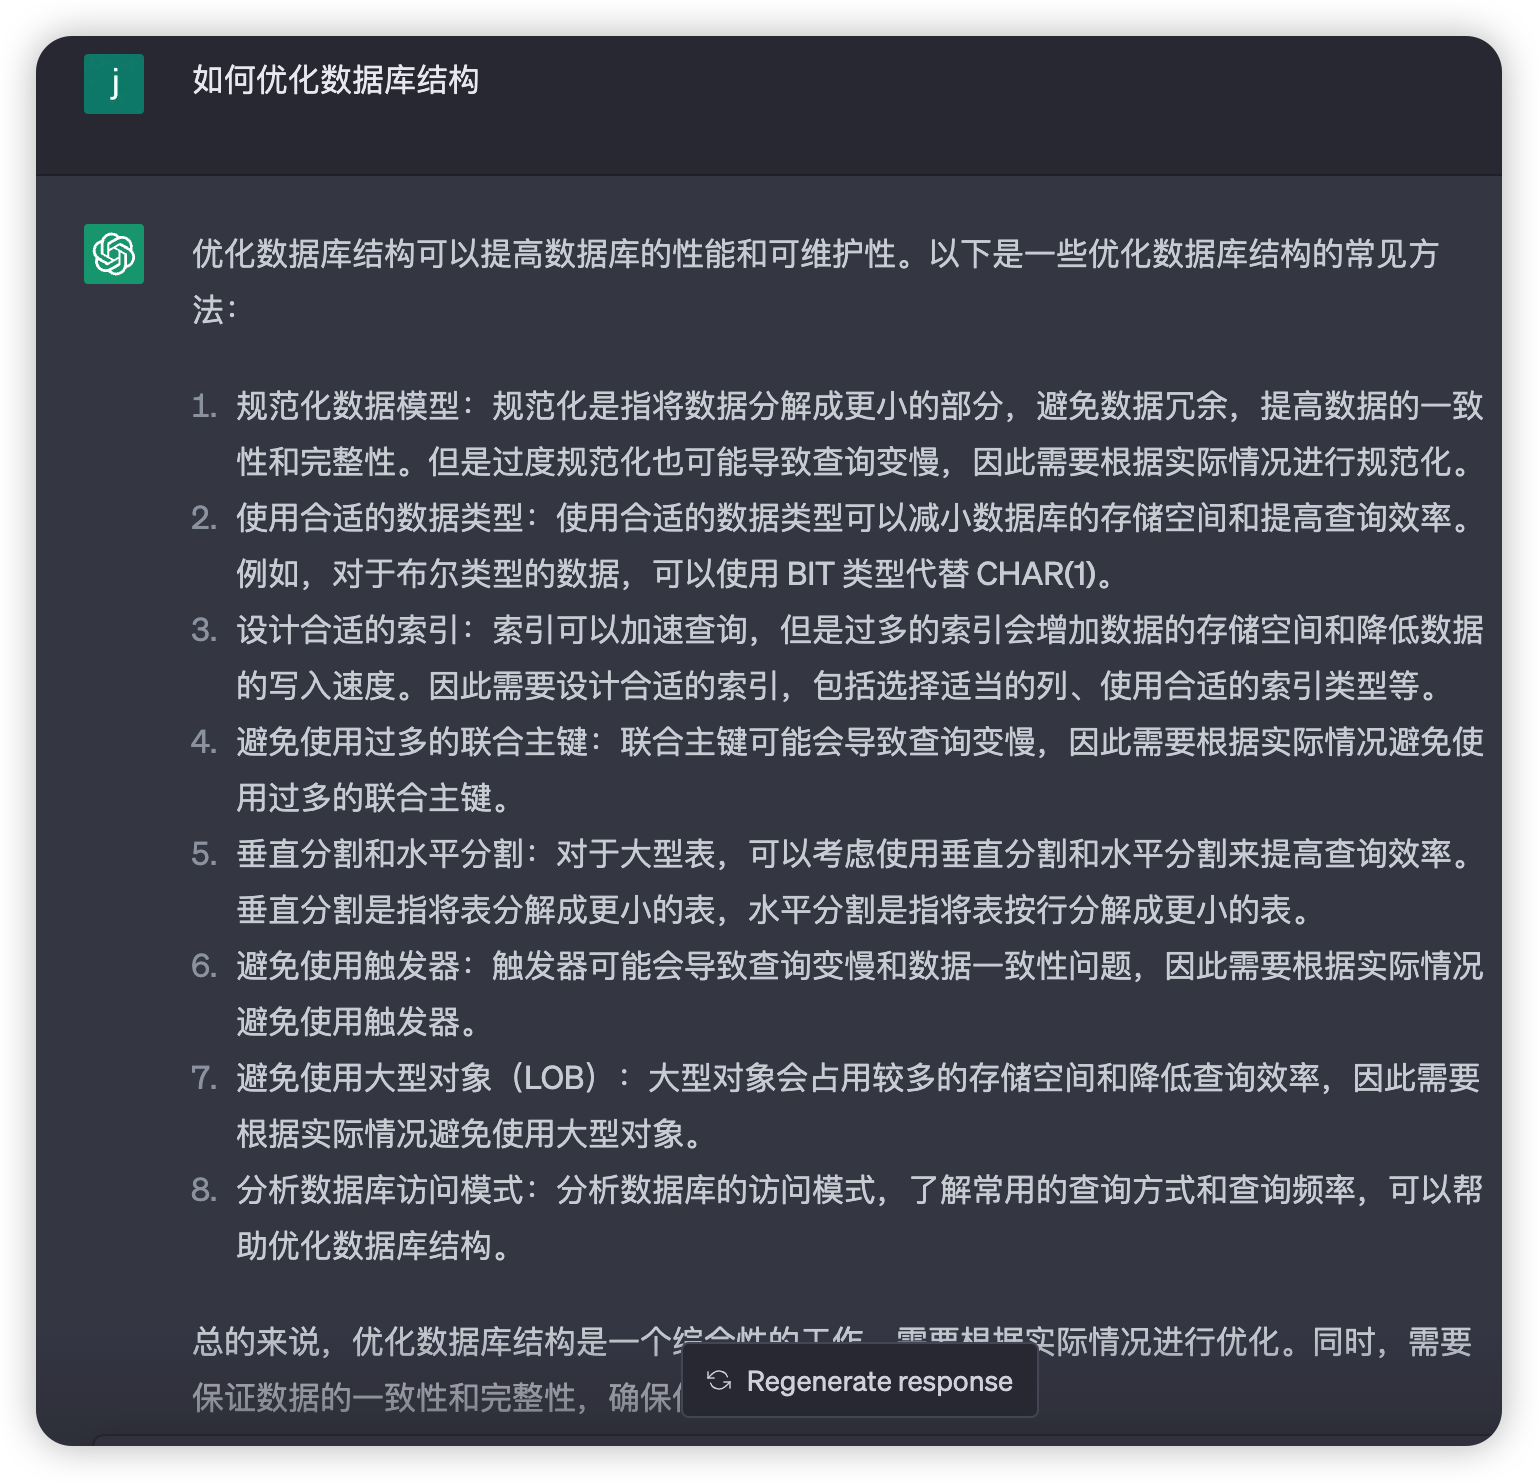 j
如何优化数据库结构
优化数据库结构可以提高数据库的性能和可维护性。以下是一些优化数据库结构的常见方
法：
1. 规范化数据模型：规范化是指将数据分解成更小的部分，避免数据冗余，提高数据的一致
性和完整性。但是过度规范化也可能导致查询变慢，因此需要根据实际情况进行规范化。
2. 使用合适的数据类型：使用合适的数据类型可以减小数据库的存储空间和提高查询效率。
例如，对于布尔类型的数据，可以使用 BIT 类型代替 CHAR(1)。
3. 设计合适的索引：索引可以加速查询，但是过多的索引会增加数据的存储空间和降低数据
的写入速度。因此需要设计合适的索引，包括选择适当的列、使用合适的索引类型等。
4. 避免使用过多的联合主键：联合主键可能会导致查询变慢，因此需要根据实际情况避免使
用过多的联合主键。
5. 垂直分割和水平分割：对于大型表，可以考虑使用垂直分割和水平分割来提高查询效率。
垂直分割是指将表分解成更小的表，水平分割是指将表按行分解成更小的表。
6. 避免使用触发器：触发器可能会导致查询变慢和数据一致性问题，因此需要根据实际情况
避免使用触发器。
7. 避免使用大型对象（LOB）：大型对象会占用较多的存储空间和降低查询效率，因此需要
根据实际情况避免使用大型对象。
8. 分析数据库访问模式：分析数据库的访问模式，了解常用的查询方式和查询频率，可以帮
助优化数据库结构。
总的来说，优化数据库结构是一个综合性的工作，需要根据实际情况进行优化。同时，需要
保证数据的一致性和完整性，确保
Regenerate response